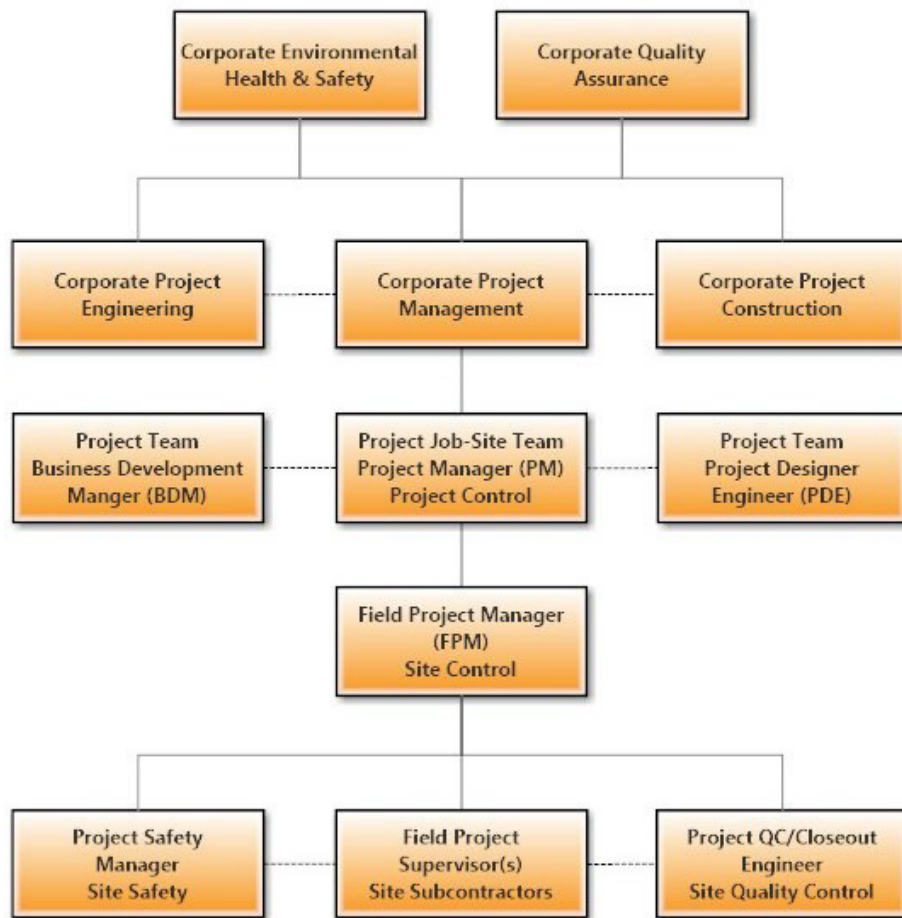 Corporate Environmental
Health & Safety
Corporate Quality
Assurance
Corporate Project
Engineering
Corporate Project
Management
Corporate Project
Construction
Project Team
Business Development
Manger (BDM)
Project Job-Site Team
Project Manager (PM)
Project Control
Project Team
Project Designer
Engineer (PDE)
Field Project Manager
(FPM)
Site Control
Project Safety
Manager
Site Safety
Field Project
Supervisor(s)
Site Subcontractors
Project QC/Closeout
Engineer
Site Quality Control